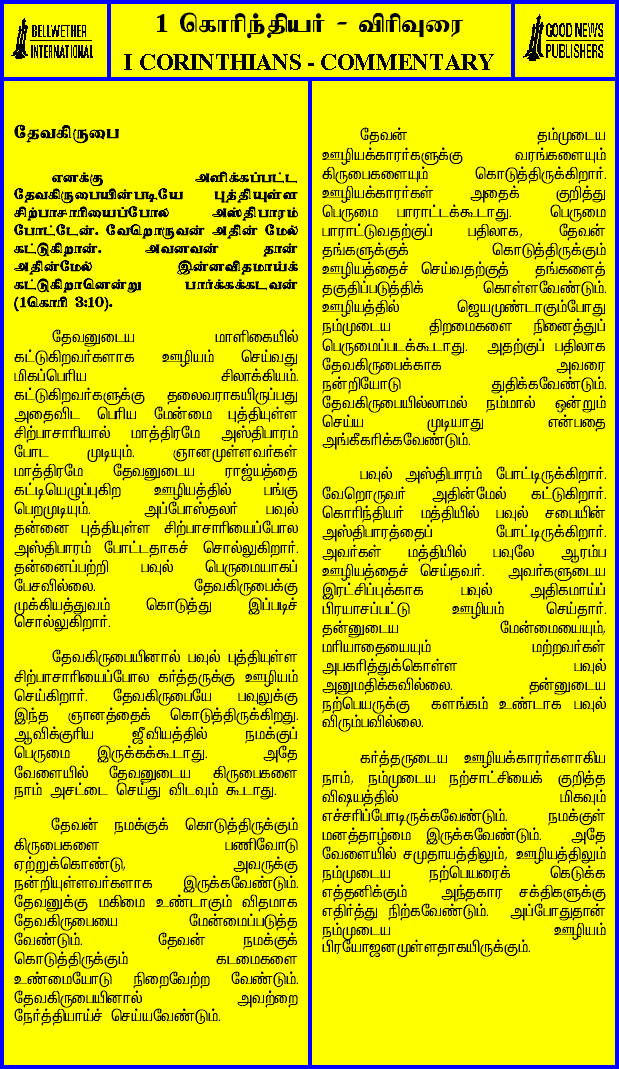 BELLWETHER
INTERNATIONAL
1 கொரிந்தியர் - விரிவுரை
I CORINTHIANS - COMMENTARY
GOOD NEWS
PUBLISHERS
தேவகிருபை
எனக்கு அளிக்கப்பட்ட
தேவகிருபையின்படியே புத்தியுள்ள
சிற்பாசாரியைப்போல அஸ்திபாரம்
போட்டேன். வேறொருவன் அதின் மேல்
கட்டுகிறான். அவனவன் தான்
அதின்மேல் இன்னவிதமாய்க்
கட்டுகிறானென்று பார்க்கக்கடவன்
(1கொரி 3:10).
தேவனுடைய மாளிகையில்
கட்டுகிறவர்களாக ஊழியம் செய்வது
மிகப்பெரிய சிலாக்கியம்.
கட்டுகிறவர்களுக்கு தலைவராகயிருப்பது
அதைவிட பெரிய மேன்மை புத்தியுள்ள
சிற்பாசாரியால் மாத்திரமே அஸ்திபாரம்
போட முடியும். ஞானமுள்ளவர்கள்
மாத்திரமே தேவனுடைய ராஜ்யத்தை
கட்டியெழுப்புகிற ஊழியத்தில் பங்கு
பெறமுடியும். அப்போஸ்தலர் பவுல்
தன்னை புத்தியுள்ள சிற்பாசாரியைப்போல
அஸ்திபாரம் போட்டதாகச் சொல்லுகிறார்.
தன்னைப்பற்றி பவுல் பெருமையாகப்
பேசவில்லை. தேவகிருபைக்கு
முக்கியத்துவம் கொடுத்து இப்படிச்
சொல்லுகிறார்.
தேவகிருபையினால் பவுல் புத்தியுள்ள
சிற்பாசாரியைப்போல கர்த்தருக்கு ஊழியம்
செய்கிறார். தேவகிருபையே பவுலுக்கு
இந்த ஞானத்தைக் கொடுத்திருக்கிறது.
ஆவிக்குரிய ஜீவியத்தில் நமக்குப்
பெருமை இருக்கக்கூடாது. அதே
வேளையில் தேவனுடைய கிருபைகளை
நாம் அசட்டை செய்து விடவும் கூடாது.
தேவன் நமக்குக் கொடுத்திருக்கும்
கிருபைகளை பணிவோடு
ஏற்றுக்கொண்டு, அவருக்கு
நன்றியுள்ளவர்களாக இருக்கவேண்டும்.
தேவனுக்கு மகிமை உண்டாகும் விதமாக
தேவகிருபையை மேன்மைப்படுத்த
வேண்டும். தேவன் நமக்குக்
கொடுத்திருக்கும் கடமைகளை
உண்மையோடு நிறைவேற்ற வேண்டும்.
தேவகிருபையினால் அவற்றை
நேர்த்தியாய்ச் செய்யவேண்டும்.
தேவன் தம்முடைய
ஊழியக்காரர்களுக்கு வரங்களையும்
கிருபைகளையும் கொடுத்திருக்கிறார்.
ஊழியக்காரர்கள் அதைக் குறித்து
பெருமை பாராட்டக்கூடாது. பெருமை
பாராட்டுவதற்குப் பதிலாக, தேவன்
தங்களுக்குக் கொடுத்திருக்கும்
ஊழியத்தைச் செய்வதற்குத் தங்களைத்
தகுதிப்படுத்திக் கொள்ளவேண்டும்.
ஊழியத்தில் ஜெயமுண்டாகும்போது
நம்முடைய திறமைகளை நினைத்துப்
பெருமைப்படக்கூடாது. அதற்குப் பதிலாக
தேவகிருபைக்காக அவரை
நன்றியோடு துதிக்கவேண்டும்.
தேவகிருபையில்லாமல் நம்மால் ஒன்றும்
செய்ய முடியாது என்பதை
அங்கீகரிக்கவேண்டும்.
பவுல் அஸ்திபாரம் போட்டிருக்கிறார்.
வேறொருவர் அதின்மேல் கட்டுகிறார்.
கொரிந்தியர் மத்தியில் பவுல் சபையின்
அஸ்திபாரத்தைப் போட்டிருக்கிறார்.
அவர்கள் மத்தியில் பவுலே ஆரம்ப
ஊழியத்தைச் செய்தவர். அவர்களுடைய
இரட்சிப்புக்காக பவுல் அதிகமாய்ப்
பிரயாசப்பட்டு ஊழியம் செய்தார்.
தன்னுடைய மேன்மையையும்,
மரியாதையையும் மற்றவர்கள்
அபகரித்துக்கொள்ள பவுல்
அனுமதிக்கவில்லை. தன்னுடைய
நற்பெயருக்கு களங்கம் உண்டாக பவுல்
விரும்பவில்லை.
கர்த்தருடைய ஊழியக்காரர்களாகிய
நாம், நம்முடைய நற்சாட்சியைக் குறித்த
விஷயத்தில் மிகவும்
எச்சரிப்போடிருக்கவேண்டும். நமக்குள்
மனத்தாழ்மை இருக்கவேண்டும். அதே
வேளையில் சமுதாயத்திலும், ஊழியத்திலும்
நம்முடைய நற்பெயரைக் கெடுக்க
எத்தனிக்கும் அந்தகார சக்திகளுக்கு
எதிர்த்து நிற்கவேண்டும். அப்போதுதான்
நம்முடைய ஊழியம்
பிரயோஜனமுள்ளதாகயிருக்கும்.